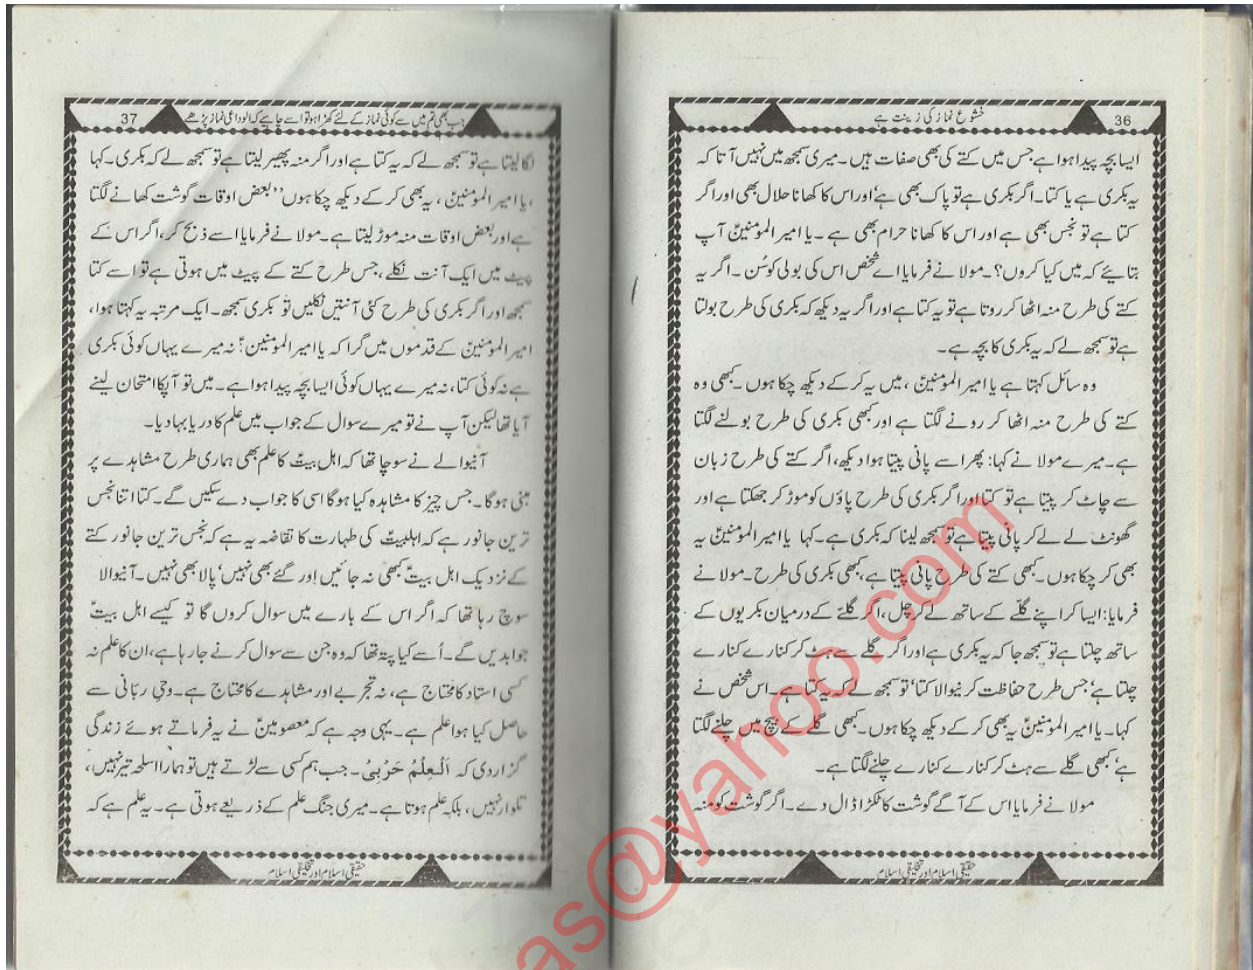 36
خشوع نماز کی زینت ہے
ایسا بچہ پیدا ہوا ہے جس میں کتے کی بھی صفات ہیں۔ میری سمجھ میں نہیں آتا کہ
یہ بکری ہے یا کتا۔ اگر بکری ہے تو پاک بھی ہے، اور اس کا کھانا حلال بھی اور اگر
کتا ہے تو نجس بھی ہے اور اس کا کھانا حرام بھی ہے ۔ یا امیر المومنینؑ آپ
بتائیے کہ میں کیا کروں؟۔ مولا نے فرمایا اے شخص اس کی بولی کو سُن ۔ اگر یہ
کتے کی طرح منہ اٹھا کر روتا ہے تو یہ کتا ہے اور اگر یہ دیکھ کہ بکری کی طرح بولتا
ہے تو سمجھ لے کہ یہ بکری کا بچہ ہے۔
وہ سائل کہتا ہے یا امیر المومنینؑ ، میں یہ کر کے دیکھ چکا ہوں ۔ کبھی وہ
کتے کی طرح منہ اٹھا کر رونے لگتا ہے اور کبھی بکری کی طرح بولنے لگتا
ہے۔ میرے مولا نے کہا: پھر اسے پانی پیتا ہوا دیکھ، اگر کتے کی طرح زبان
سے چاٹ کر پیتا ہے تو کتا اور اگر بکری کی طرح پاؤں کو موڑ کر جھکتا ہے اور
گھونٹ لے لے کر پانی پیتا ہے تو سمجھ لینا کہ بکری ہے۔ کہا یا امیر المومنینؑ یہ
بھی کر چکا ہوں۔ کبھی کتے کی طرح پانی پیتا ہے، کبھی بکری کی طرح ۔ مولا نے
فرمایا: ایسا کر اپنے گلّے کے ساتھ لے کر چل، اگر گلّے کے درمیان بکریوں کے
ساتھ چلتا ہے تو سمجھ جا کہ یہ بکری ہے اور اگر گلے سے ہٹ کر کنارے کنارے
چلتا ہے، جس طرح حفاظت کرنیوالا کتا، تو سمجھ لے کہ یہ کتا ہے۔ اس شخص نے
کہا۔ یا امیر المومنینؑ یہ بھی کر کے دیکھ چکا ہوں۔ کبھی گلے کے بیچ میں چلنے لگتا
ہے، کبھی گلے سے ہٹ کر کنارے کنارے چلنے لگتا ہے۔
مولا نے فرمایا اس کے آگے گوشت کا ٹکڑا ڈال دے۔ اگر گوشت کو منہ
حقیقی اسلام اور تخلیقی اسلام
جب بھی تم میں سے کوئی نماز کے لئے کھڑا ہو تو اسے چاہیے کہ الوداعی نماز پڑھے
37
لگا لیتا ہے تو سمجھ لے کہ یہ کتا ہے اور اگر منہ پھیر لیتا ہے تو سمجھ لے کہ بکری۔ کہا
، یا امیر المومنینؑ ، یہ بھی کر کے دیکھ چکا ہوں ’’بعض اوقات گوشت کھانے لگتا
ہے اور بعض اوقات منہ موڑ لیتا ہے۔ مولا نے فرمایا اسے ذبح کر، اگر اس کے
پیٹ میں ایک آنت نکلے ، جس طرح کتے کے پیٹ میں ہوتی ہے تو اسے کتا
سمجھ اور اگر بکری کی طرح کئی آنتیں نکلیں تو بکری سمجھ۔ ایک مرتبہ یہ کہتا ہوا،
امیر المومنینؑ کے قدموں میں گرا کہ یا امیر المومنین ؑ! نہ میرے یہاں کوئی بکری
ہے نہ کوئی کتا، نہ میرے یہاں کوئی ایسا بچہ پیدا ہوا ہے۔ میں تو آپکا امتحان لینے
آیا تھا لیکن آپ نے تو میرے سوال کے جواب میں علم کا دریا بہا دیا۔
آنیوالے نے سوچا تھا کہ اہل بیتؑ کا علم بھی ہماری طرح مشاہدے پر
مبنی ہوگا۔ جس چیز کا مشاہدہ کیا ہوگا اسی کا جواب دے سکیں گے۔ کتا اتنا نجس
ترین جانور ہے کہ اہلبیتؑ کی طہارت کا تقاضہ یہ ہے کہ نجس ترین جانور کتے
کے نزدیک اہل بیتؑ کبھی نہ جائیں اور گئے بھی نہیں، پالا بھی نہیں۔ آنیوالا
سوچ رہا تھا کہ اگر اس کے بارے میں سوال کروں گا تو کیسے اہل بیتؑ
جواب دیں گے۔ اُسے کیا پتہ تھا کہ وہ جن سے سوال کرنے جا رہا ہے، ان کا علم نہ
کسی استاد کا محتاج ہے، نہ تجربے اور مشاہدے کا محتاج ہے۔ وحیِ ربانی سے
حاصل کیا ہوا علم ہے۔ یہی وجہ ہے کہ معصومینؑ نے یہ فرماتے ہوئے زندگی
گزار دی کہ اَلْعِلْمُ حَرْبِیْ ۔ جب ہم کسی سے لڑتے ہیں تو ہمارا اسلحہ تیر نہیں،
تلوار نہیں، بلکہ علم ہوتا ہے۔ میری جنگ علم کے ذریعے ہوتی ہے۔ یہ علم ہے کہ
حقیقی اسلام اور تخلیقی اسلام
as@yahoo.com